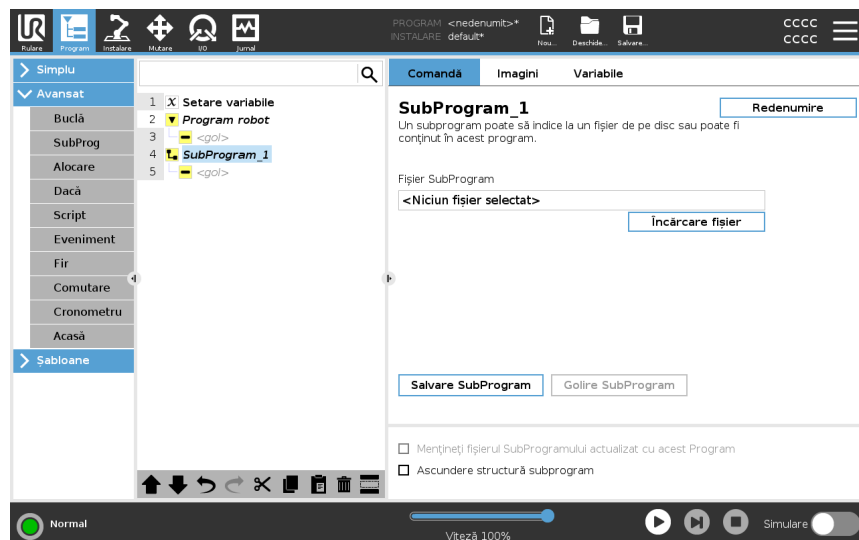 PROGRAM <nedenumit>*
INSTALARE default*
CCCC
CCCC
Rulare
Program
Instalare
Mutare
I/O
Jurnal
Nou...
Deschide...
Salvare...
Simplu
Avansat
Buclă
SubProg
Alocare
Dacă
Script
Eveniment
Fir
Comutare
Cronometru
Acasă
Șabloane
1 X Setare variabile
2 Program robot
3 <gol>
4 SubProgram_1
5 <gol>
Comandă
Imagini
Variabile
SubProgram_1
Redenumire
Un subprogram poate să indice la un fișier de pe disc sau poate fi
conținut în acest program.
Fișier SubProgram
<Niciun fișier selectat>
Încărcare fișier
Salvare SubProgram
Golire SubProgram
Mențineți fișierul SubProgramului actualizat cu acest Program
Ascundere structură subprogram
Normal
Viteză 100%
Simulare